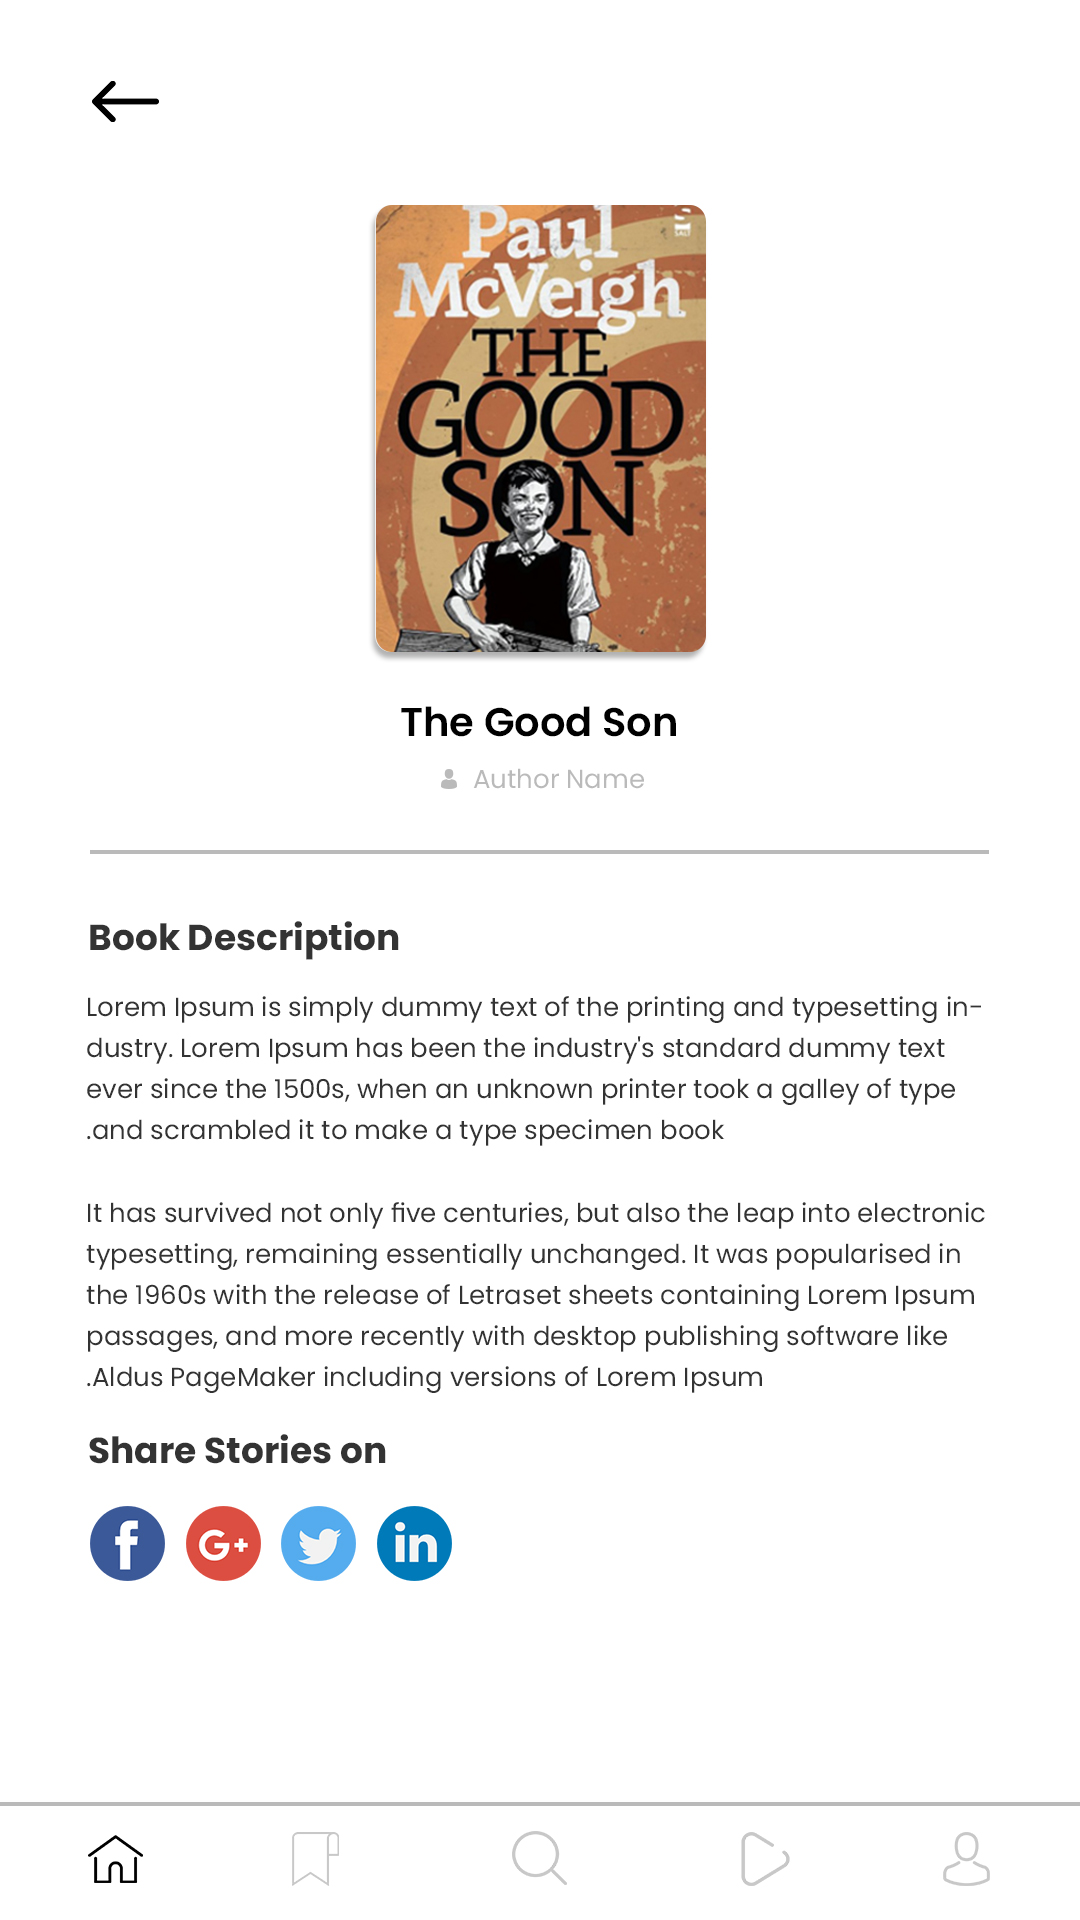 Paul
McVeigh
THE
GOOD
SON
SALT
The Good Son
Author Name
Book Description
Lorem Ipsum is simply dummy text of the printing and typesetting in-
dustry. Lorem Ipsum has been the industry's standard dummy text
ever since the 1500s, when an unknown printer took a galley of type
.and scrambled it to make a type specimen book
It has survived not only five centuries, but also the leap into electronic
typesetting, remaining essentially unchanged. It was popularised in
the 1960s with the release of Letraset sheets containing Lorem Ipsum
passages, and more recently with desktop publishing software like
.Aldus PageMaker including versions of Lorem Ipsum
Share Stories on
f G+ in